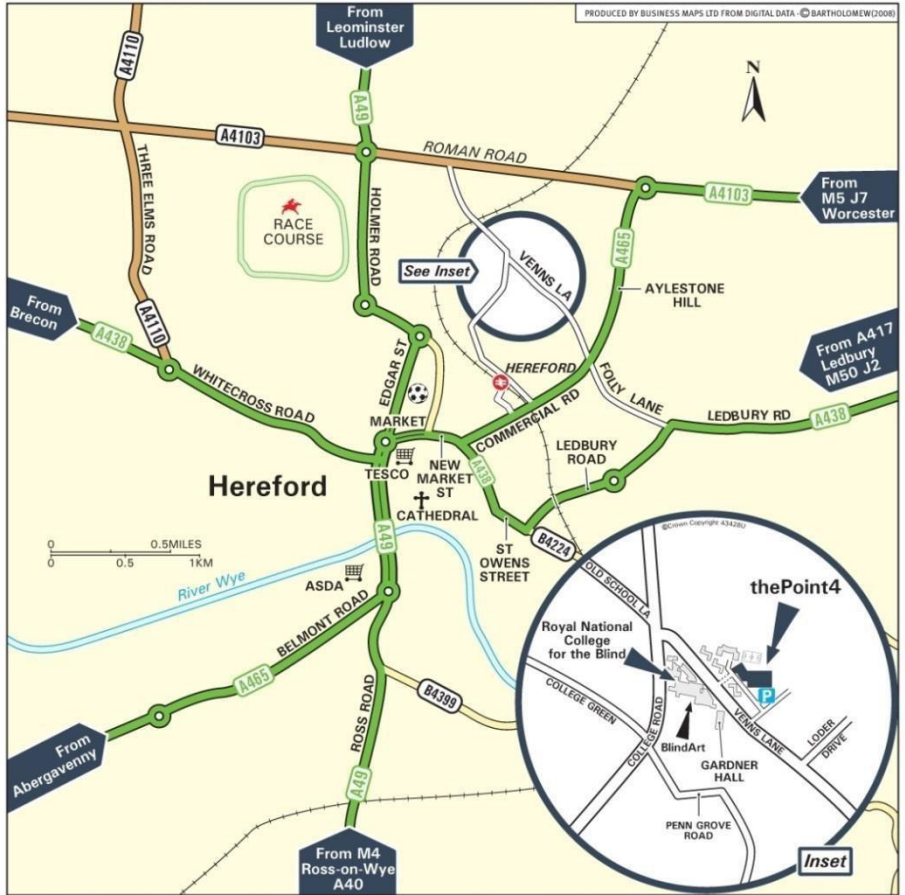 PRODUCED BY BUSINESS MAPS LTD FROM DIGITAL DATA - © BARTHOLOMEW(2008)
From
Leominster
Ludlow
A4110
A49
N
A4103
ROMAN ROAD
THREE ELMS ROAD
RACE
COURSE
HOLMER ROAD
A4103
From
M5 J7
Worcester
A465
See Inset
VENNS LA
AYLESTONE
HILL
A4110
From
Brecon
A438
WHITECROSS ROAD
EDGAR ST
HEREFORD
FOLLY LANE
From A417
Ledbury
M50 J2
MARKET
COMMERCIAL RD
LEDBURY RD
A438
TESCO
NEW
MARKET
ST
A438
LEDBURY
ROAD
Hereford
CATHEDRAL
A49
ST
OWENS
STREET
B4224
0
0.5MILES
0
0.5
1KM
River Wye
ASDA
BELMONT ROAD
A465
ROSS ROAD
B4399
A49
From
Abergavenny
From M4
Ross-on-Wye
A40
©Crown Copyright 43428U
OLD SCHOOL LA
thePoint4
Royal National
College
for the Blind
P
COLLEGE GREEN
COLLEGE ROAD
BlindArt
VENNS LANE
LODER
DRIVE
GARDNER
HALL
PENN GROVE
ROAD
Inset